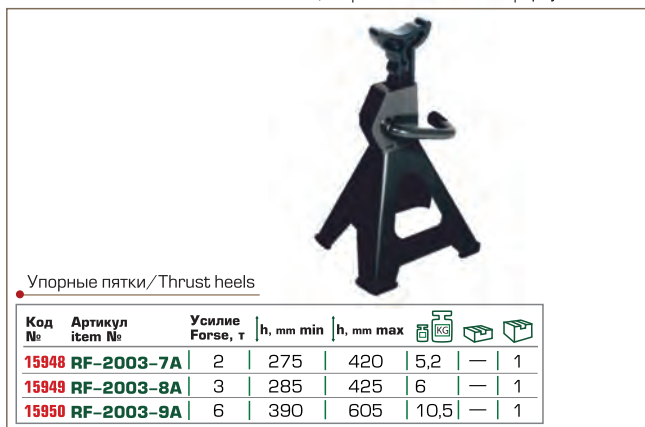 Упорные пятки/Thrust heels
Код № Артикул item № Усилие Forse, т h, mm min h, mm max KG
15948 RF-2003-7A 2 275 420 5,2 — 1
15949 RF-2003-8A 3 285 425 6 — 1
15950 RF-2003-9A 6 390 605 10,5 — 1